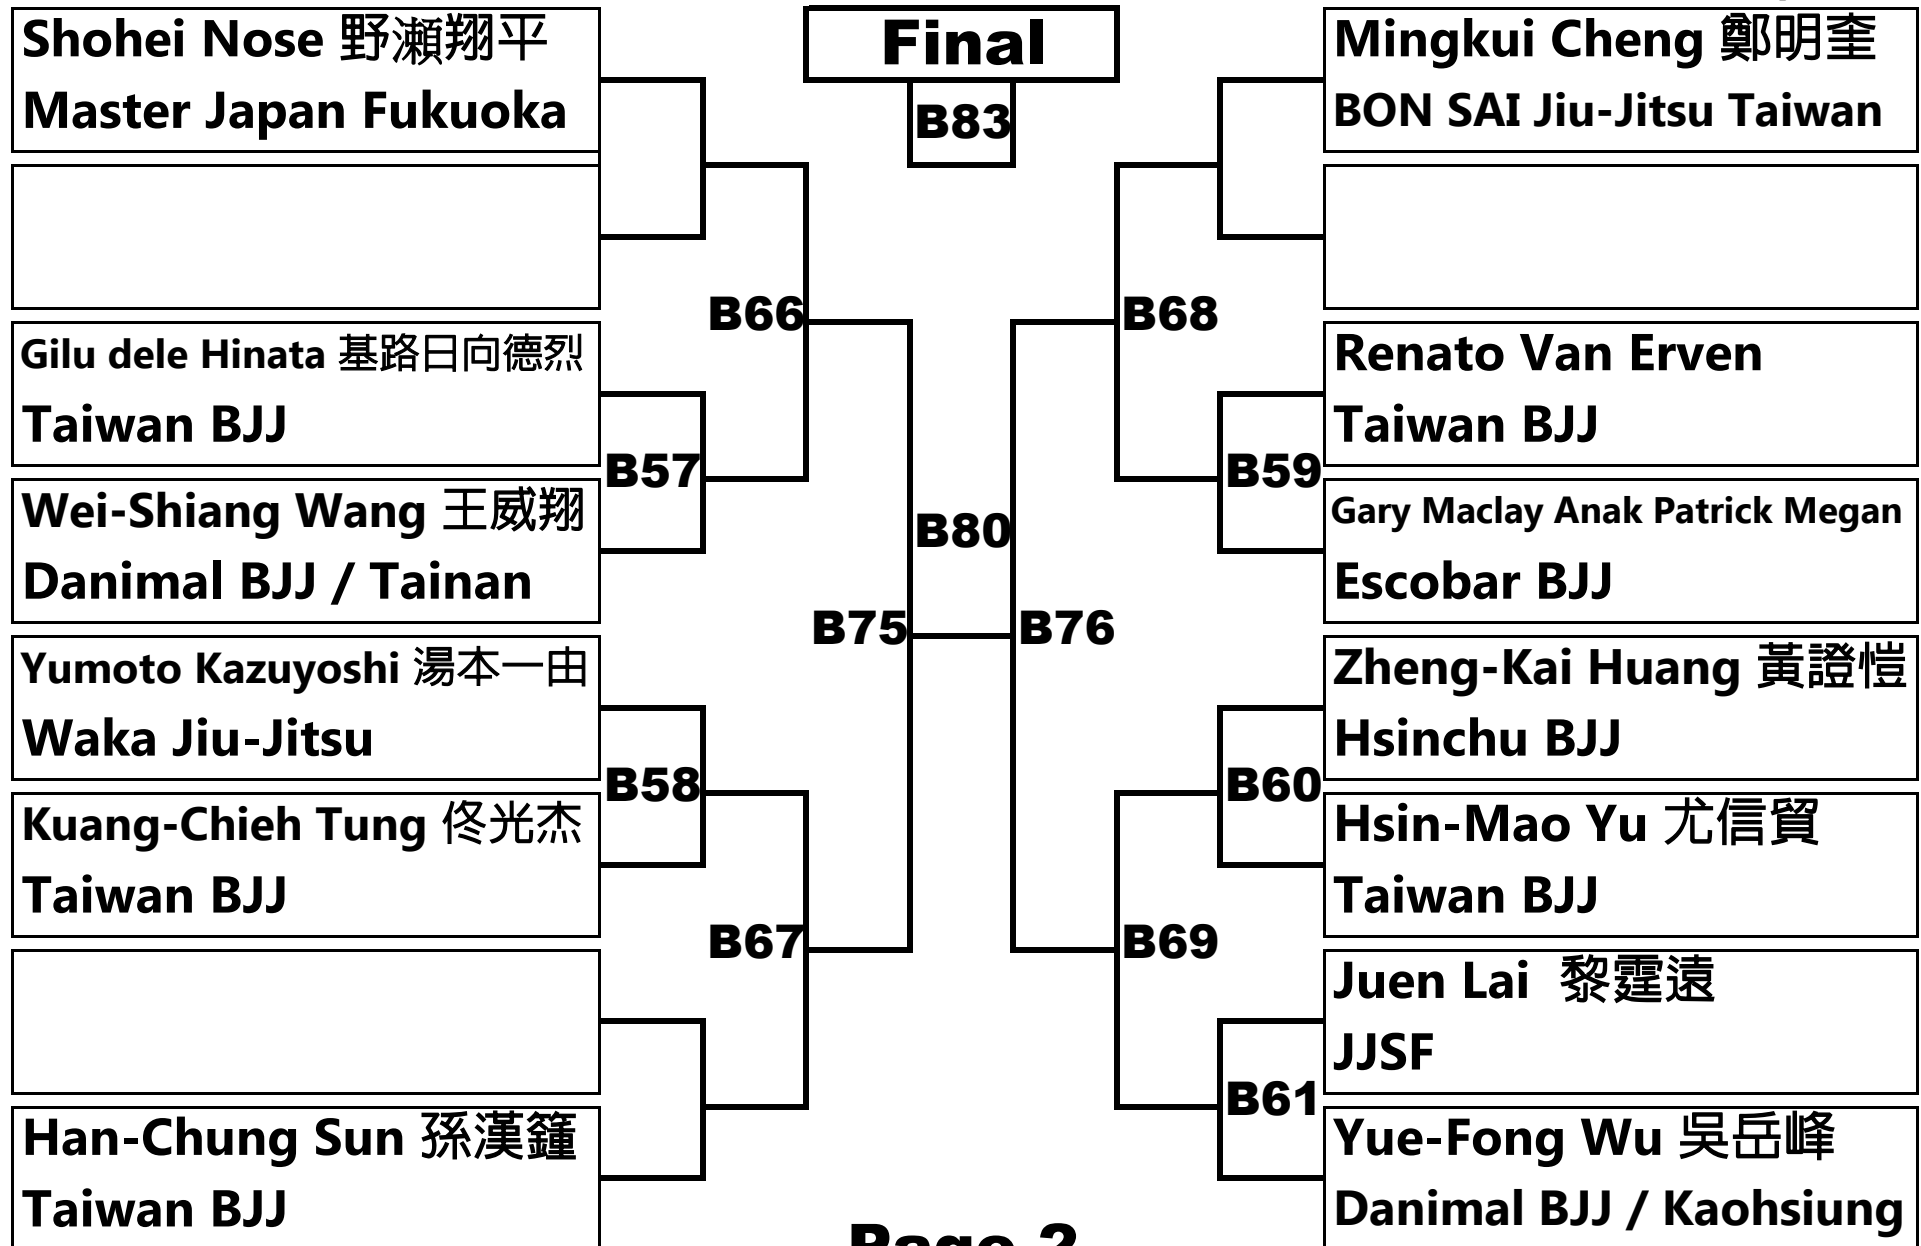 Shohei Nose 野瀬翔平
Master Japan Fukuoka
Gilu dele Hinata 基路日向德烈
Taiwan BJJ
Wei-Shiang Wang 王威翔
Danimal BJJ / Tainan
Yumoto Kazuyoshi 湯本一由
Waka Jiu-Jitsu
Kuang-Chieh Tung 佟光杰
Taiwan BJJ
Han-Chung Sun 孫漢鍾
Taiwan BJJ
B57
B58
B66
B67
B75
Final
B83
B80
B76
B68
B69
B59
B60
B61
Mingkui Cheng 鄭明奎
BON SAI Jiu-Jitsu Taiwan
Renato Van Erven
Taiwan BJJ
Gary Maclay Anak Patrick Megan
Escobar BJJ
Zheng-Kai Huang 黃證愷
Hsinchu BJJ
Hsin-Mao Yu 尤信貿
Taiwan BJJ
Juen Lai 黎霆遠
JJSF
Yue-Fong Wu 吳岳峰
Danimal BJJ / Kaohsiung
Page 2